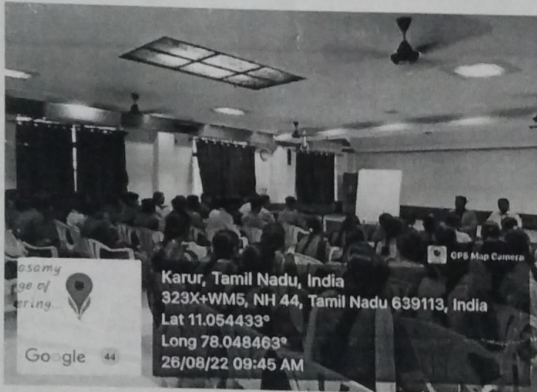 GPS Map Camera
Karur, Tamil Nadu, India
323X+WM5, NH 44, Tamil Nadu 639113, India
Lat 11.054433°
Long 78.048463°
26/08/22 09:45 AM
osamy
ge of
ering...
Google
44